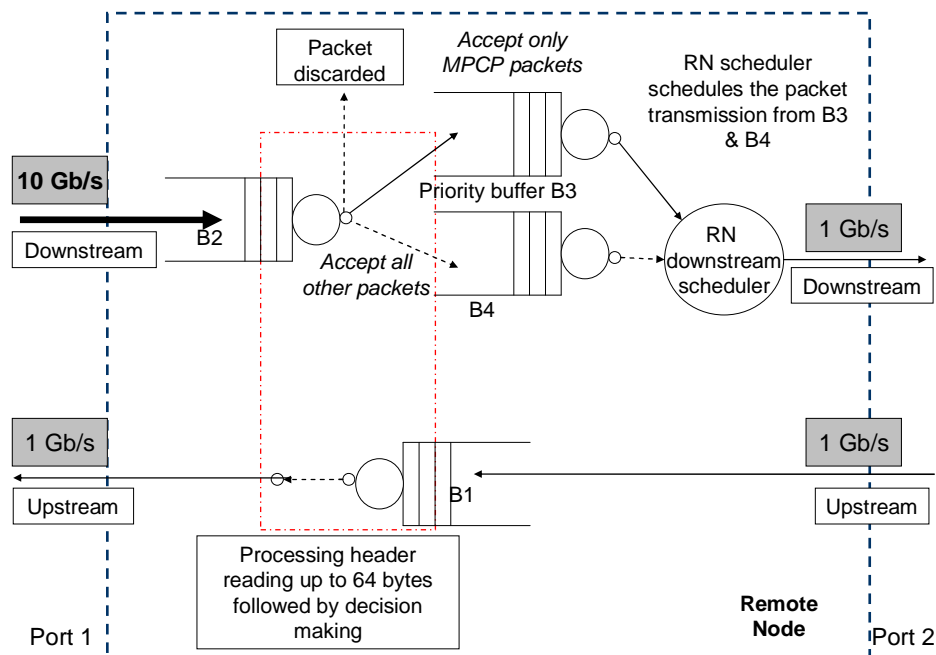 Packet
discarded
Accept only
MPCP packets
RN scheduler
schedules the packet
transmission from B3
& B4
10 Gb/s
Downstream
B2
Priority buffer B3
Accept all
other packets
B4
RN
downstream
scheduler
1 Gb/s
Downstream
1 Gb/s
Upstream
B1
1 Gb/s
Upstream
Processing header
reading up to 64 bytes
followed by decision
making
Port 1
Remote
Node
Port 2